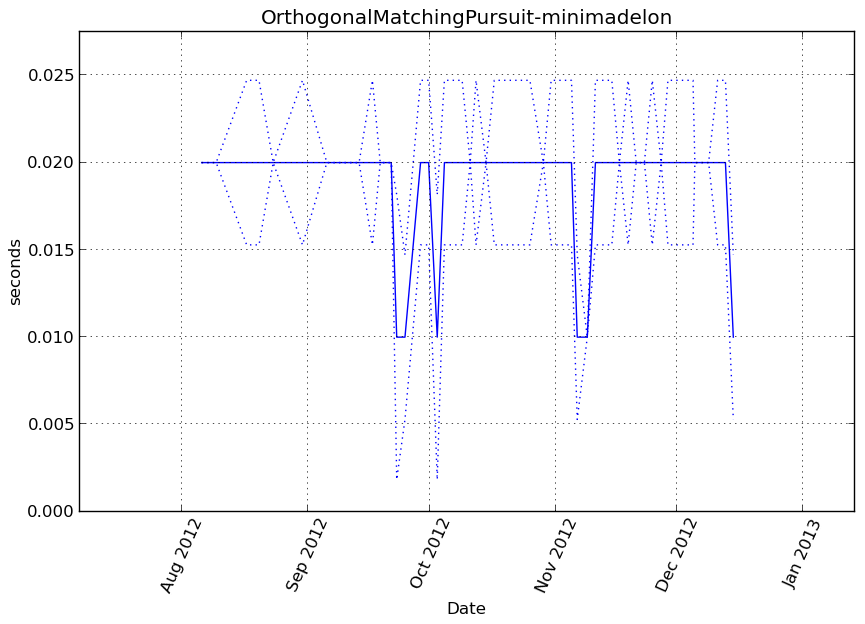 OrthogonalMatchingPursuit-minimadelon
0.025
0.020
0.015
0.010
0.005
0.000
seconds
Aug 2012
Sep 2012
Oct 2012
Nov 2012
Dec 2012
Jan 2013
Date